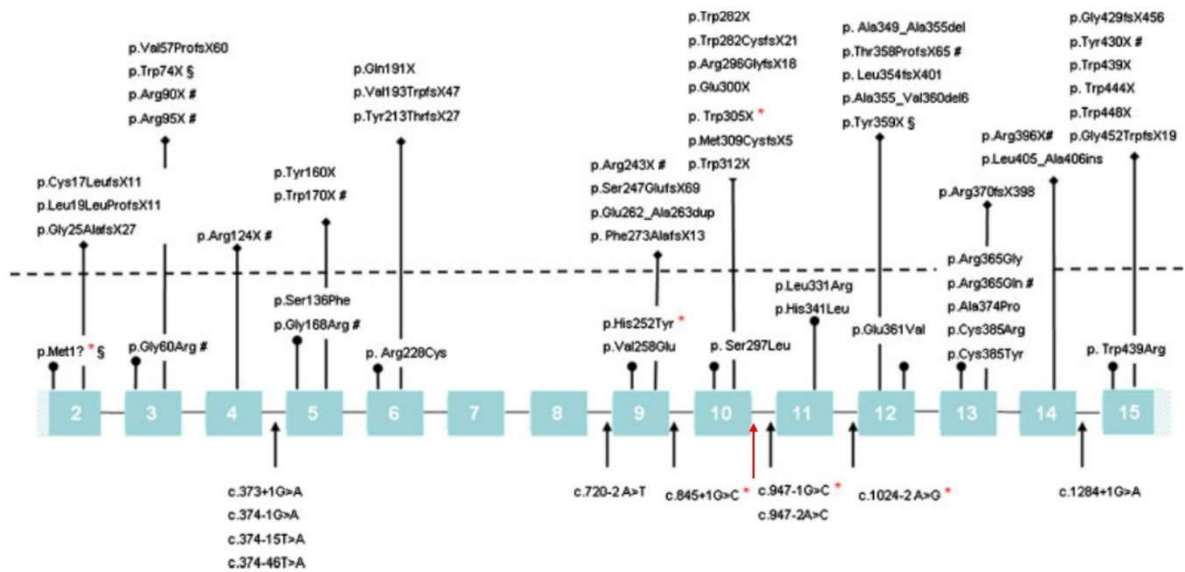 p.Val57ProfsX60
p.Trp74X §
p.Arg90X #
p.Arg95X #
p.Gln191X
p.Val193TrpfsX47
p.Tyr213ThrfsX27
p.Trp282X
p.Trp282CysfsX21
p.Arg296GlyfsX18
p.Glu300X
p. Trp305X *
p.Met309CysfsX5
p.Trp312X
p. Ala349_Ala355del
p.Thr358ProfsX65 #
p. Leu354fsX401
p.Ala355_Val360del6
p.Tyr359X §
p.Gly429fsX456
p.Tyr430X #
p.Trp439X
p. Trp444X
p.Trp448X
p.Gly452TrpfsX19
p.Arg396X#
p.Leu405_Ala406ins
p.Cys17LeufsX11
p.Leu19LeuProfsX11
p.Gly25AlafsX27
p.Tyr160X
p.Trp170X #
p.Arg243X #
p.Ser247GlufsX69
p.Glu262_Ala263dup
p. Phe273AlafsX13
p.Arg370fsX398
p.Arg124X #
p.Met1? * §
p.Gly60Arg #
p.Ser136Phe
p.Gly168Arg #
p. Arg228Cys
p.His252Tyr *
p.Val258Glu
p. Ser297Leu
p.Leu331Arg
p.His341Leu
p.Glu361Val
p.Arg365Gly
p.Arg365Gln #
p.Ala374Pro
p.Cys385Arg
p.Cys385Tyr
p. Trp439Arg
2 3 4 5 6 7 8 9 10 11 12 13 14 15
c.373+1G>A
c.374-1G>A
c.374-15T>A
c.374-46T>A
c.720-2 A>T
c.845+1G>C *
c.947-1G>C *
c.947-2A>C
c.1024-2 A>G *
c.1284+1G>A